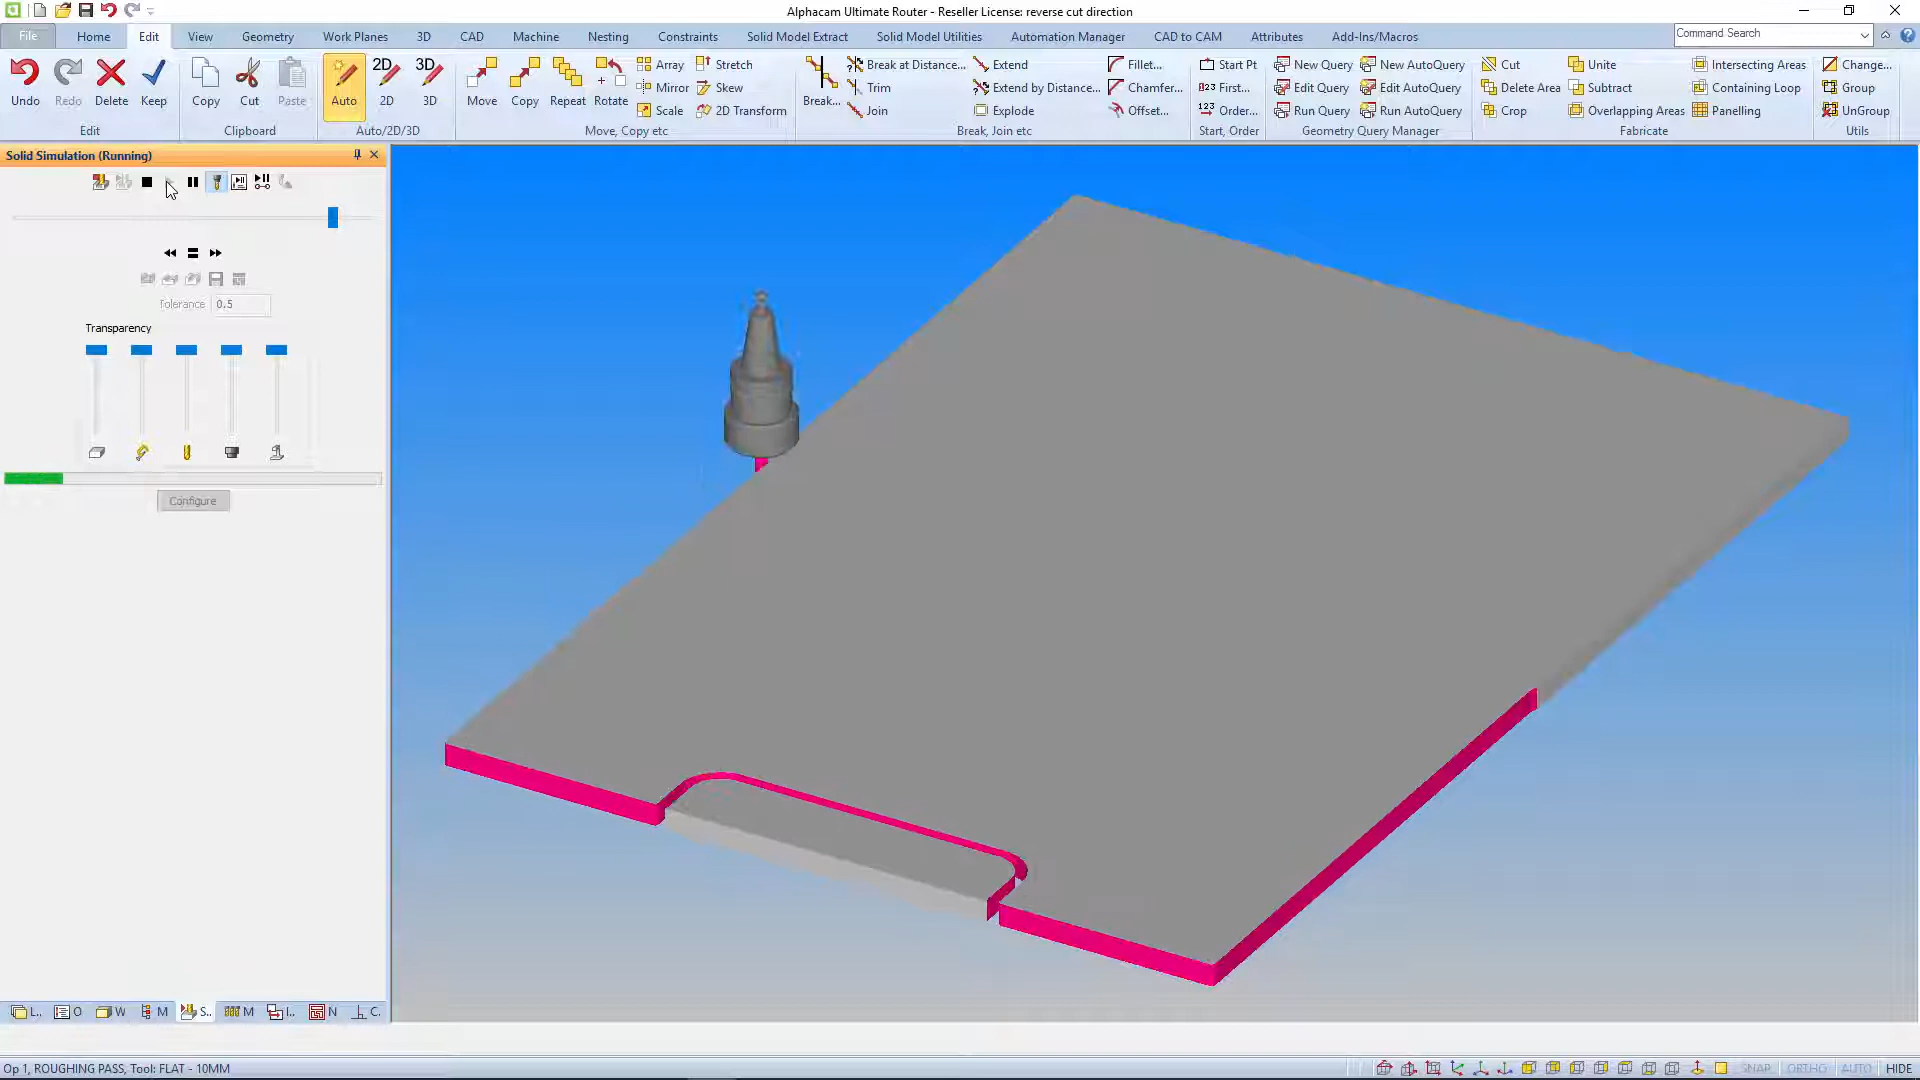 Alphacam Ultimate Router - Reseller License: reverse cut direction
File Home Edit View Geometry Work Planes 3D CAD Machine Nesting Constraints Solid Model Extract Solid Model Utilities Automation Manager CAD to CAM Attributes Add-Ins/Macros Command Search
2D 3D Array Stretch Break at Distance... Extend Fillet... Start Pt New Query New AutoQuery Cut Unite Intersecting Areas Change...
Mirror Skew Trim Extend by Distance... Chamfer... First... Edit Query Edit AutoQuery Delete Area Subtract Containing Loop Group
Undo Redo Delete Keep Copy Cut Paste Auto 2D 3D Move Copy Repeat Rotate Break...
Scale 2D Transform Join Explode Offset... 123 Order... Run Query Run AutoQuery Crop Overlapping Areas Panelling UnGroup
Edit Clipboard Auto/2D/3D Move, Copy etc Break, Join etc Start, Order Geometry Query Manager Fabricate Utils
Solid Simulation (Running)
Tolerance 0.5
Transparency
Configure
L.. O W M S.. M I.. N C.
Op 1, ROUGHING PASS, Tool: FLAT - 10MM
SNAP ORTHO AUTO HIDE